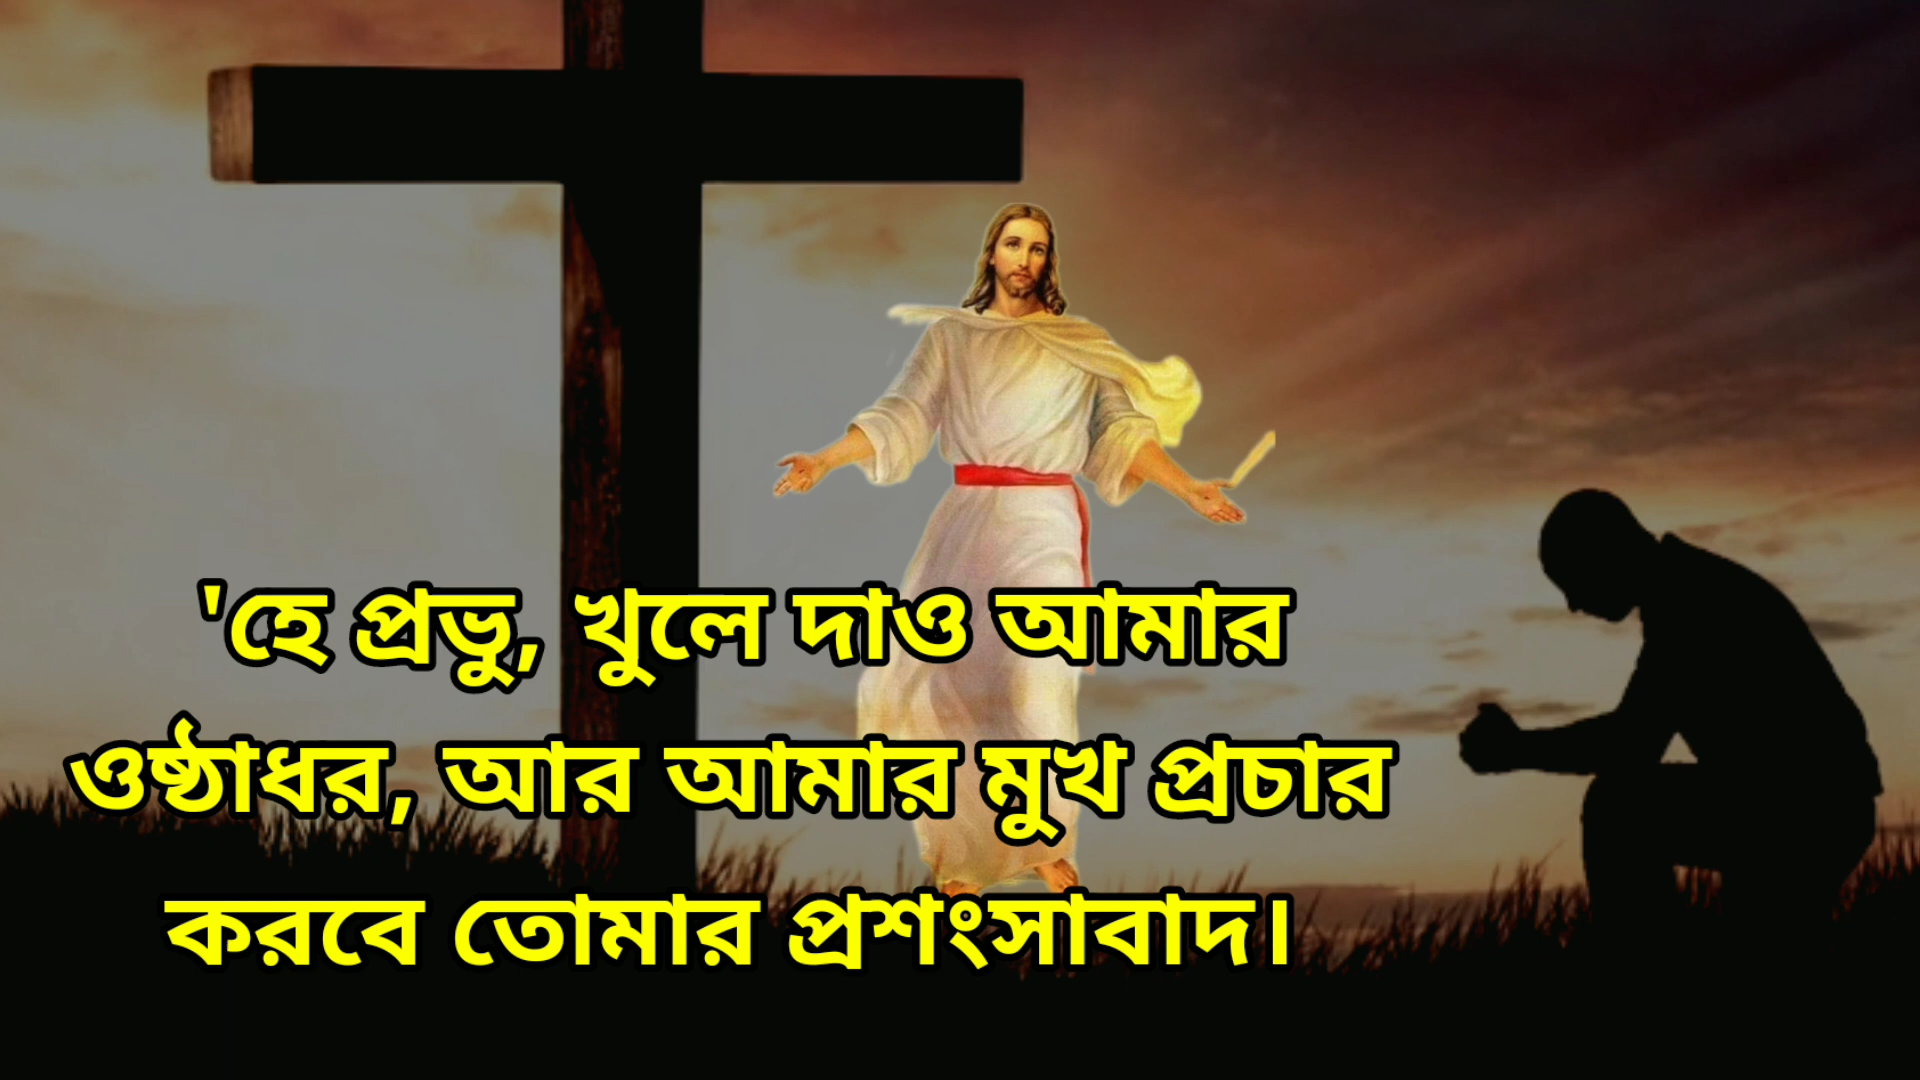 'হে প্রভু, খুলে দাও আমার
ওষ্ঠাধর, আর আমার মুখ প্রচার
করবে তোমার প্রশংসাবাদ।